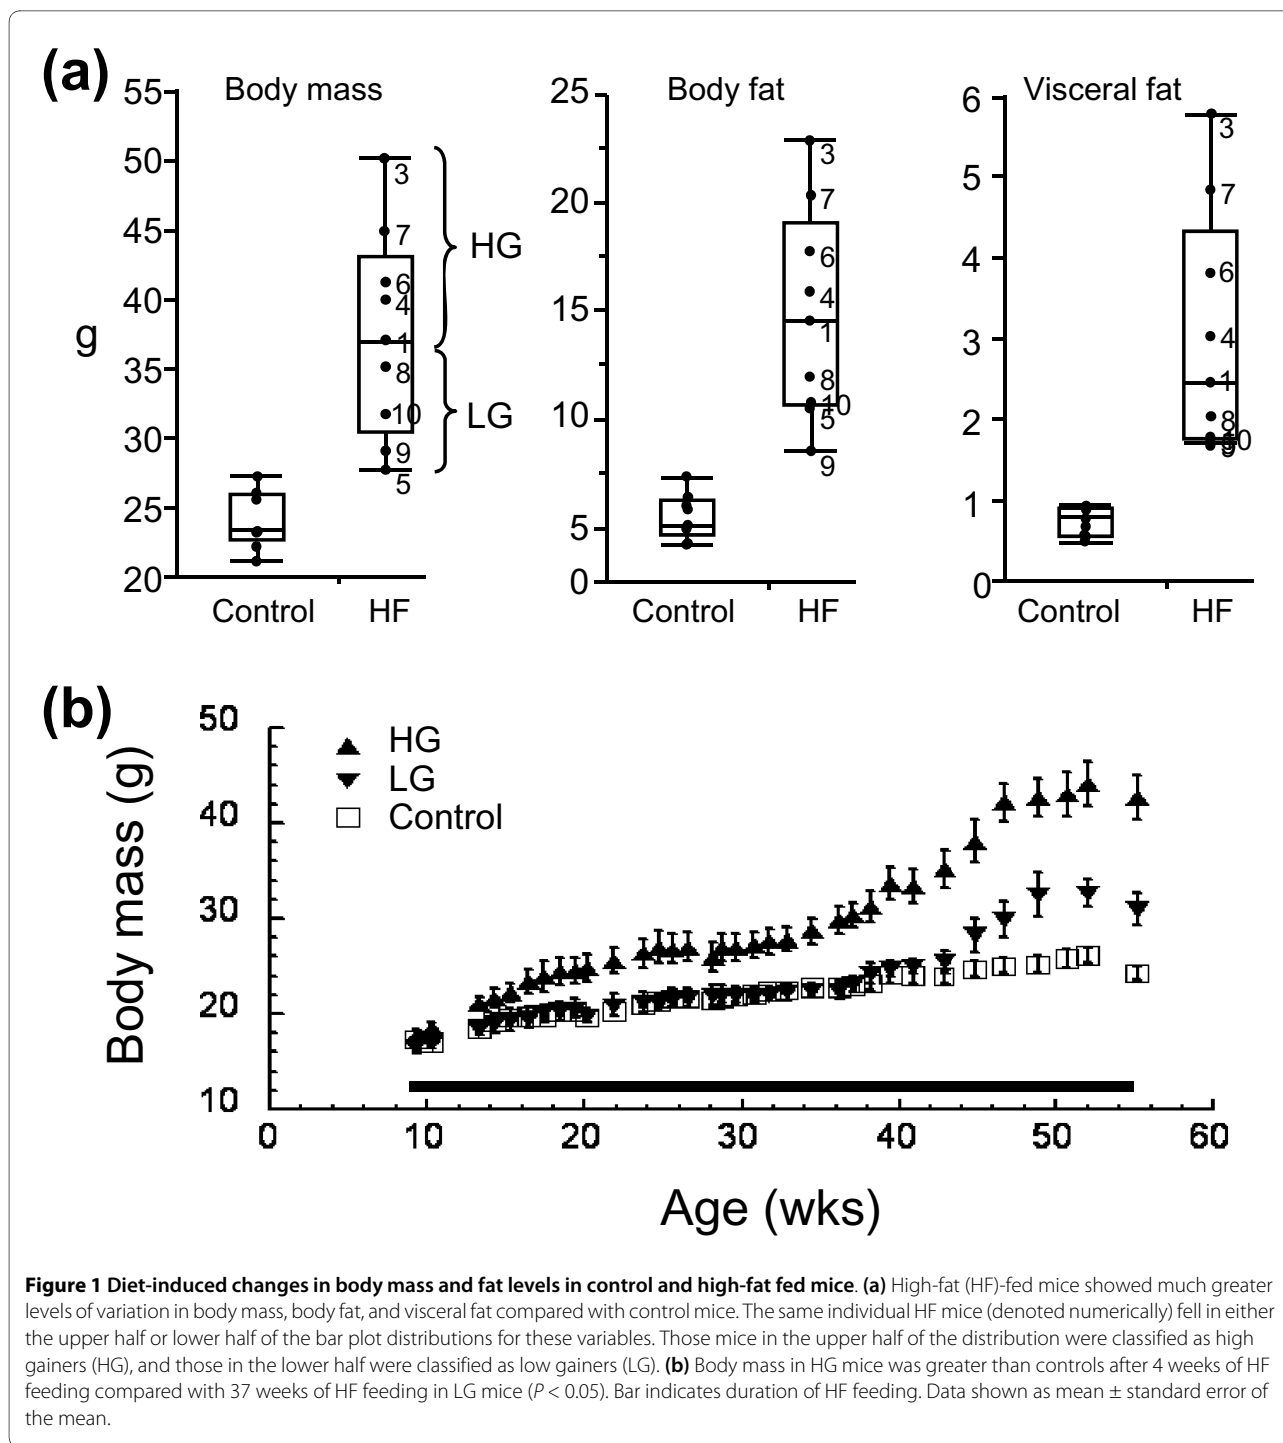 (a)
Body mass
55
50
45
40
35
30
25
20
g
3
7
6
4
1
8
10
9
5
HG
LG
Control HF
Body fat
25
20
15
10
5
0
3
7
6
4
1
8
10
5
9
Control HF
Visceral fat
6
5
4
3
2
1
0
3
7
6
4
1
8
10
9
Control HF
(b)
Body mass (g)
50
40
30
20
10
HG
LG
Control
0 10 20 30 40 50 60
Age (wks)
Figure 1 Diet-induced changes in body mass and fat levels in control and high-fat fed mice. (a) High-fat (HF)-fed mice showed much greater
levels of variation in body mass, body fat, and visceral fat compared with control mice. The same individual HF mice (denoted numerically) fell in either
the upper half or lower half of the bar plot distributions for these variables. Those mice in the upper half of the distribution were classified as high
gainers (HG), and those in the lower half were classified as low gainers (LG). (b) Body mass in HG mice was greater than controls after 4 weeks of HF
feeding compared with 37 weeks of HF feeding in LG mice (P < 0.05). Bar indicates duration of HF feeding. Data shown as mean ± standard error of
the mean.